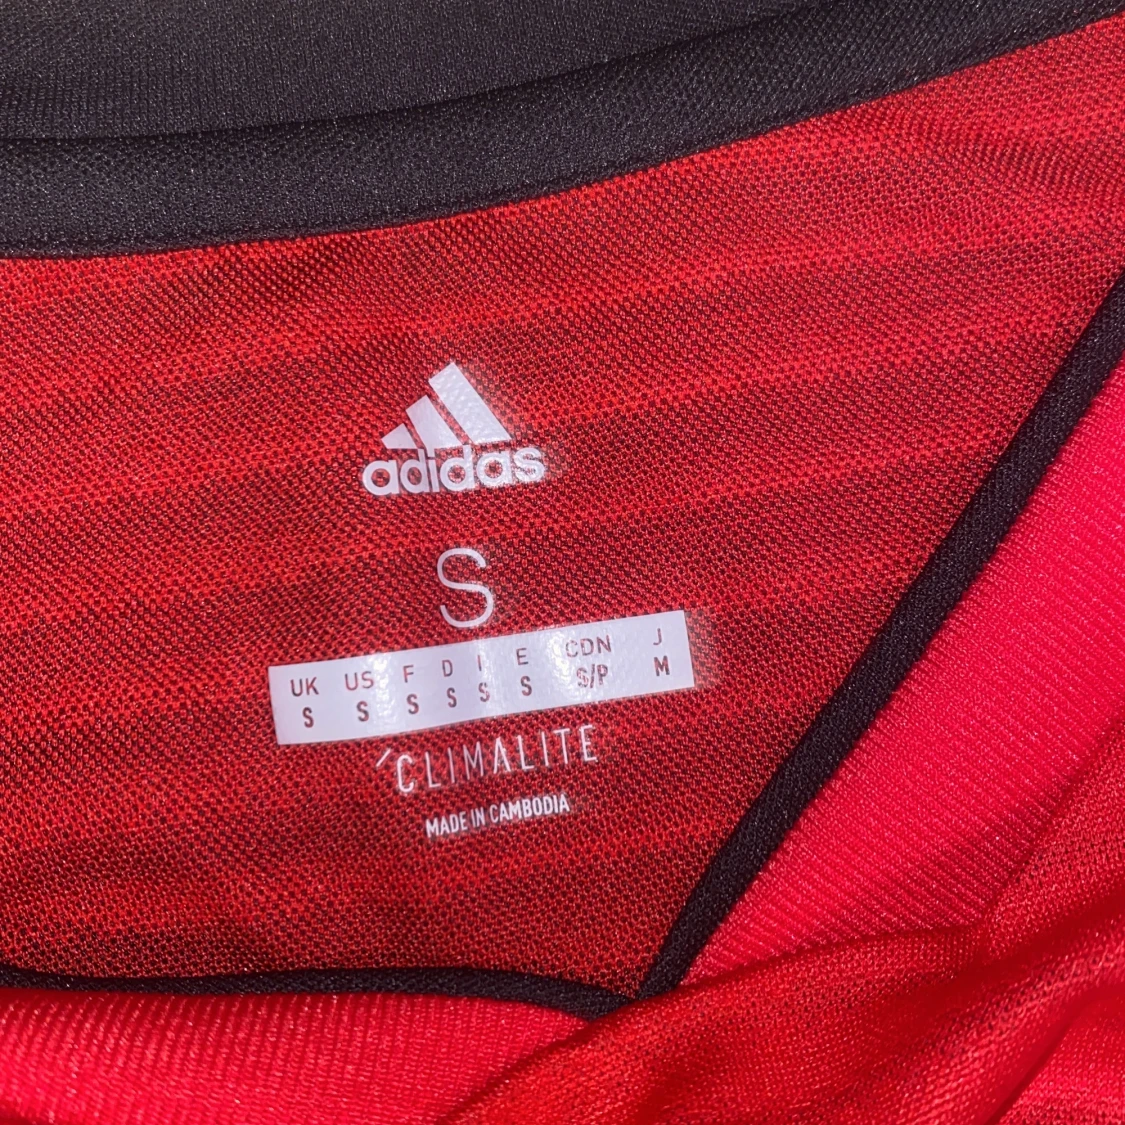 adidas
S
UK US F D I E CDN J
S S S S S S S/P M
CLIMALITE
MADE IN CAMBODIA